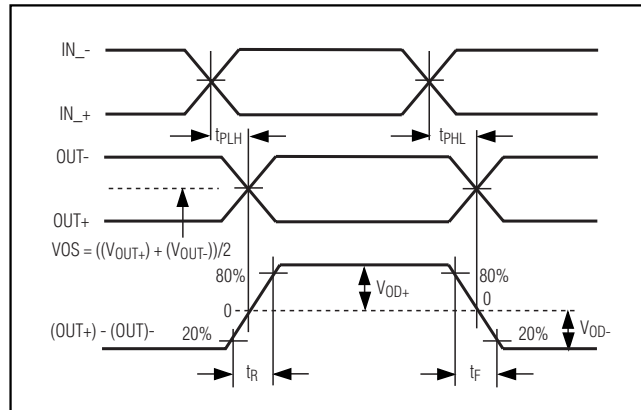 IN_-
IN_+
tPLH
tPHL
OUT-
OUT+
VOS = ((VOUT+) + (VOUT-))/2
80%
80%
VOD+
0
0
(OUT+) - (OUT)-
20%
20%
VOD-
tR
tF